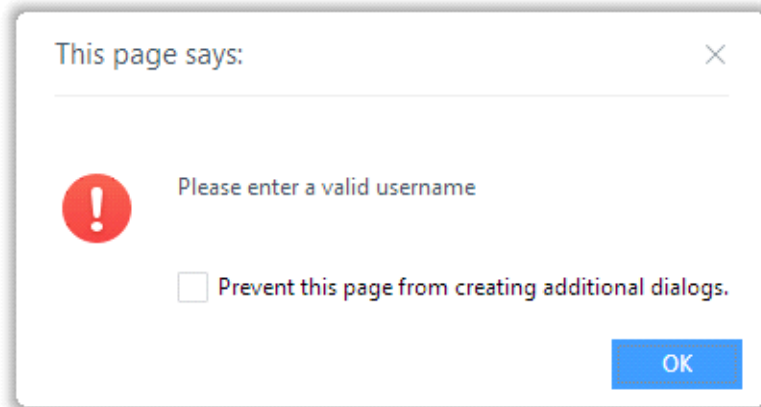 This page says:
Please enter a valid username
Prevent this page from creating additional dialogs.
OK